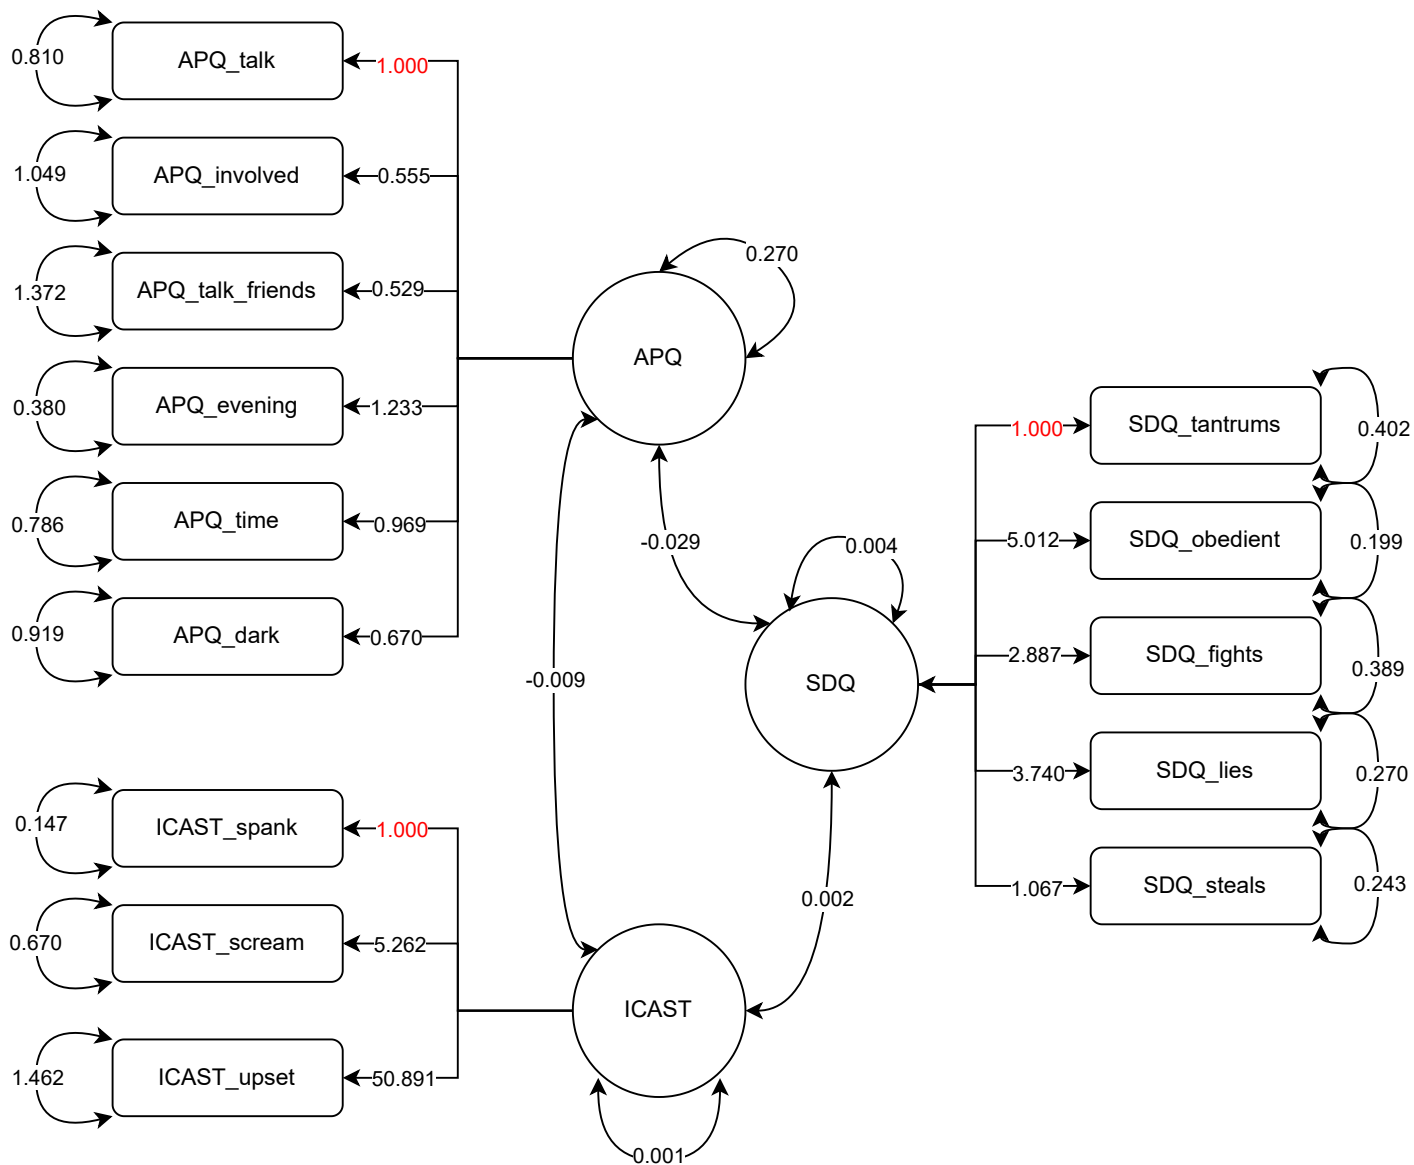 0.810
APQ_talk
1.000
1.049
APQ_involved
0.555
1.372
APQ_talk_friends
0.529
0.380
APQ_evening
1.233
0.786
APQ_time
0.969
0.919
APQ_dark
0.670
0.270
APQ
-0.029
-0.009
0.004
SDQ
0.002
1.000
SDQ_tantrums
0.402
5.012
SDQ_obedient
0.199
2.887
SDQ_fights
0.389
3.740
SDQ_lies
0.270
1.067
SDQ_steals
0.243
0.147
ICAST_spank
1.000
0.670
ICAST_scream
5.262
1.462
ICAST_upset
50.891
ICAST
0.001